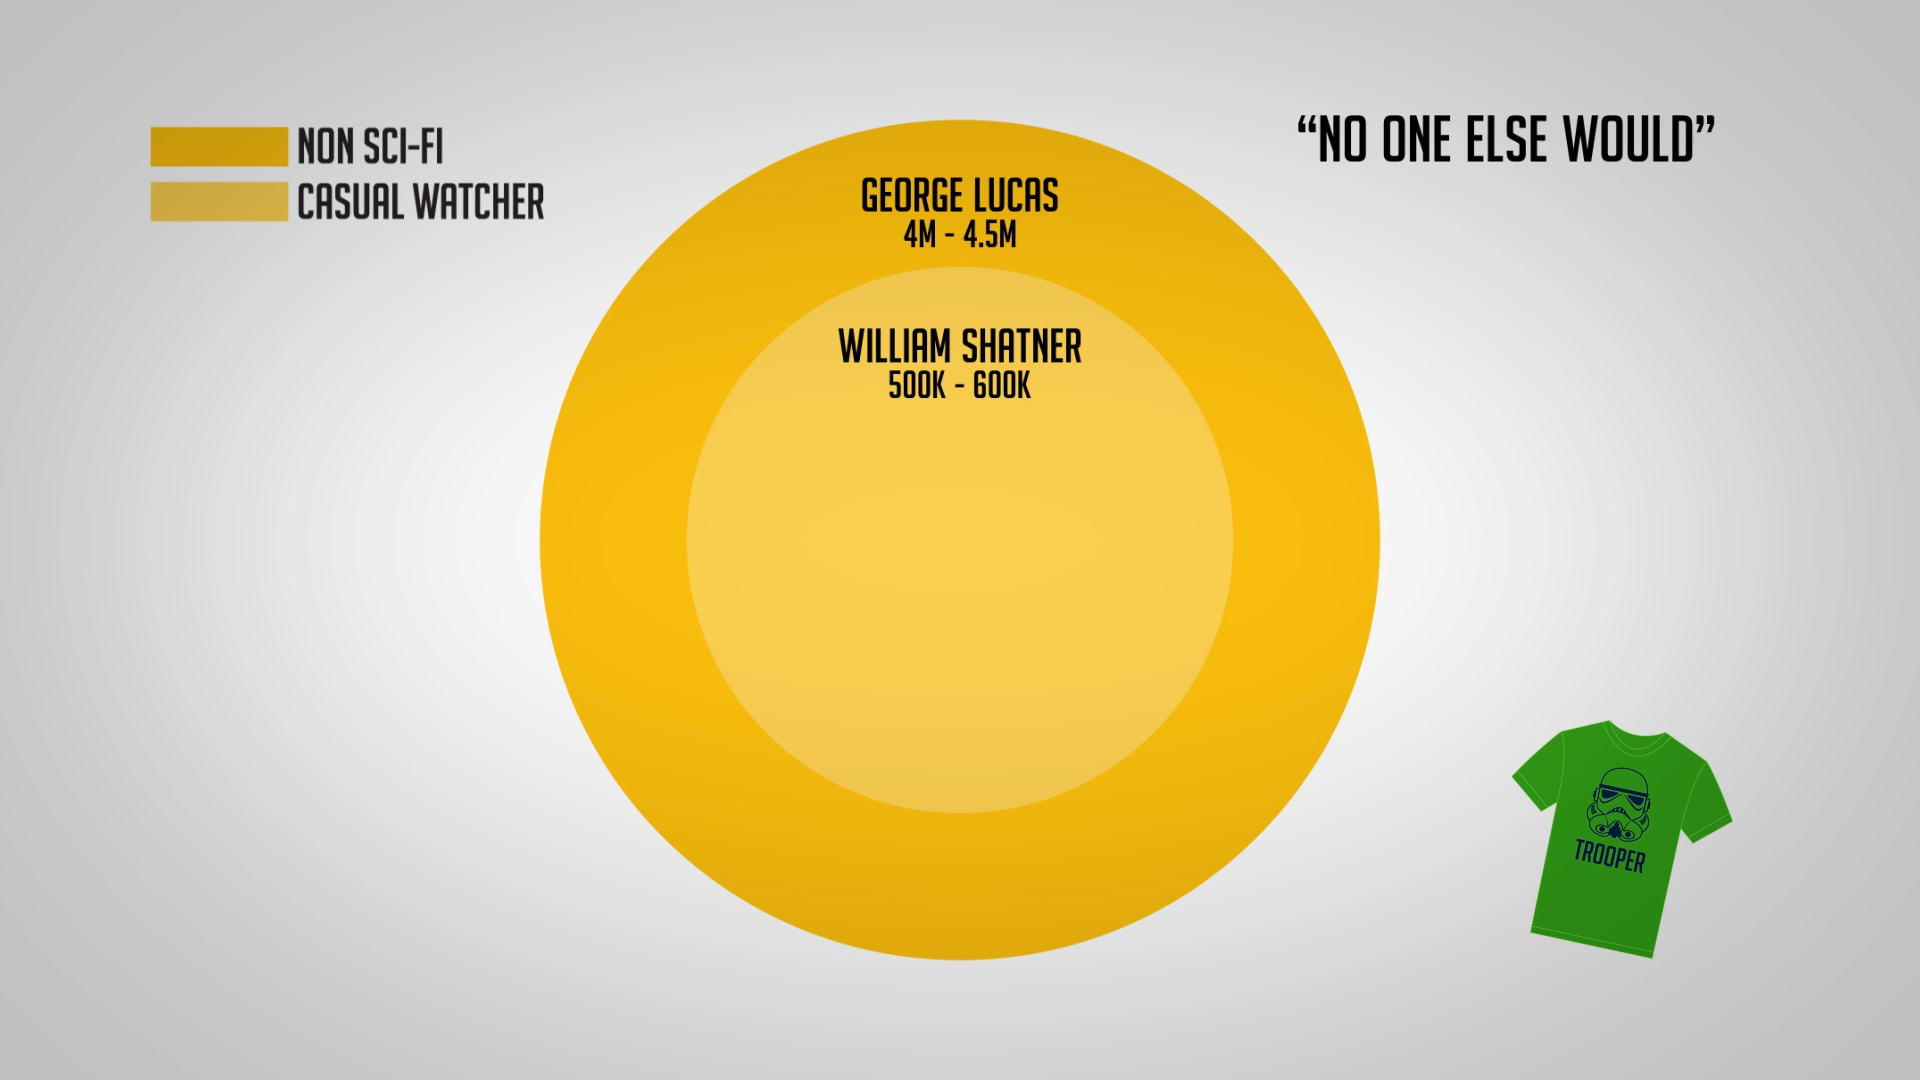 NON SCI-FI
CASUAL WATCHER
"NO ONE ELSE WOULD"
GEORGE LUCAS
4M - 4.5M
WILLIAM SHATNER
500K - 600K
TROOPER